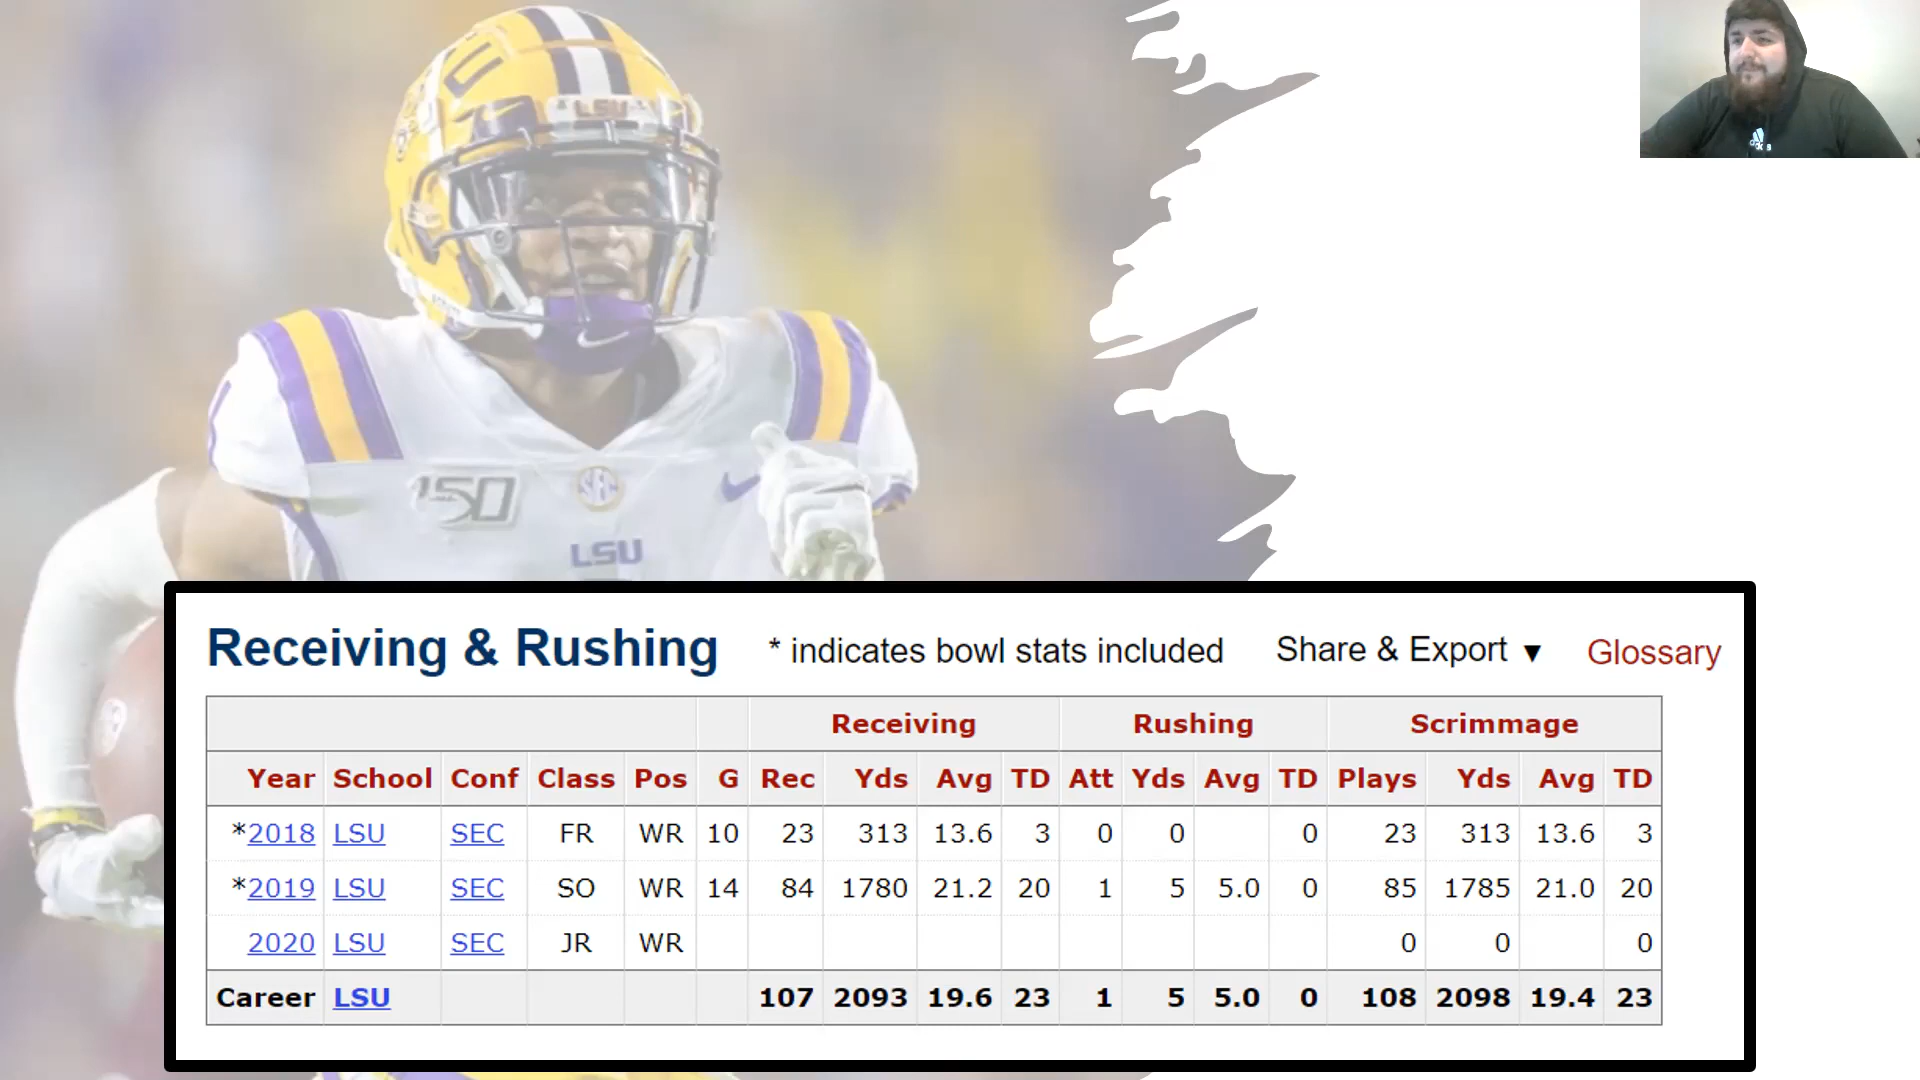 LSU
150
SEC
LSU
adidas
Receiving & Rushing * indicates bowl stats included Share & Export ▼ Glossary
Receiving Rushing Scrimmage
Year School Conf Class Pos G Rec Yds Avg TD Att Yds Avg TD Plays Yds Avg TD
*2018 LSU SEC FR WR 10 23 313 13.6 3 0 0 0 23 313 13.6 3
*2019 LSU SEC SO WR 14 84 1780 21.2 20 1 5 5.0 0 85 1785 21.0 20
2020 LSU SEC JR WR 0 0 0
Career LSU 107 2093 19.6 23 1 5 5.0 0 108 2098 19.4 23